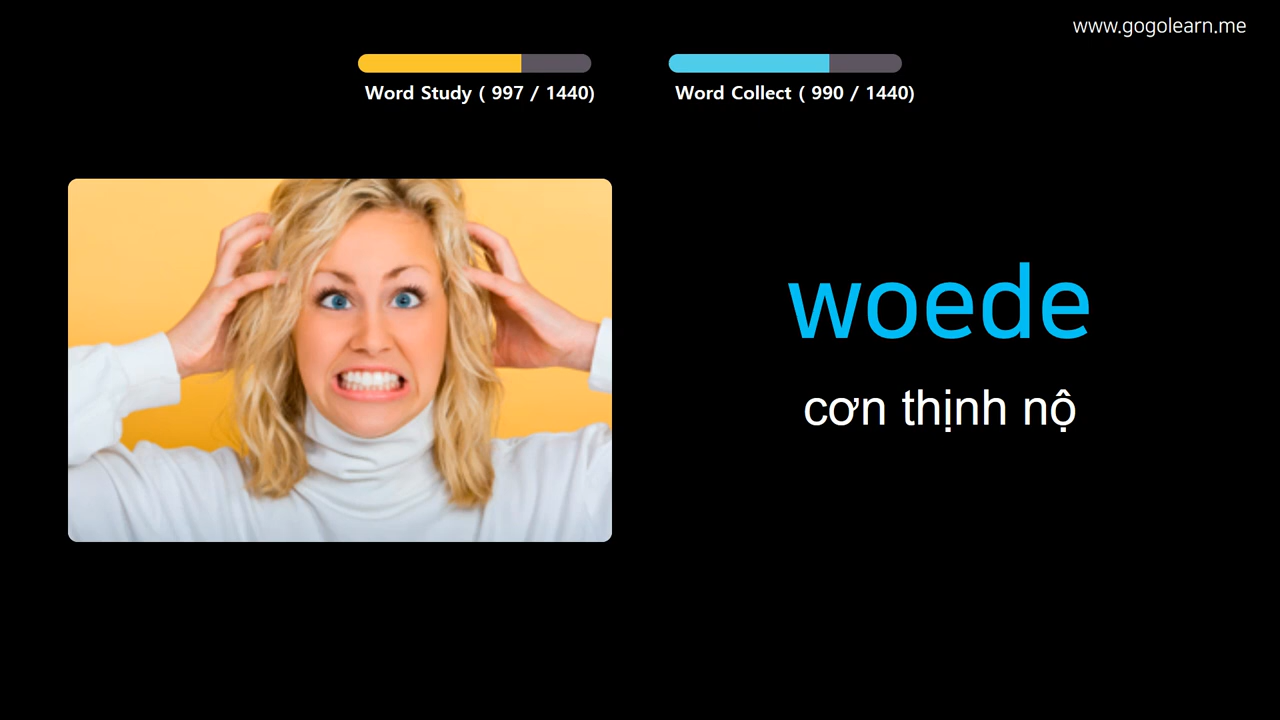 www.gogolearn.me
Word Study ( 997 / 1440)
Word Collect ( 990 / 1440)
woede
cơn thịnh nộ